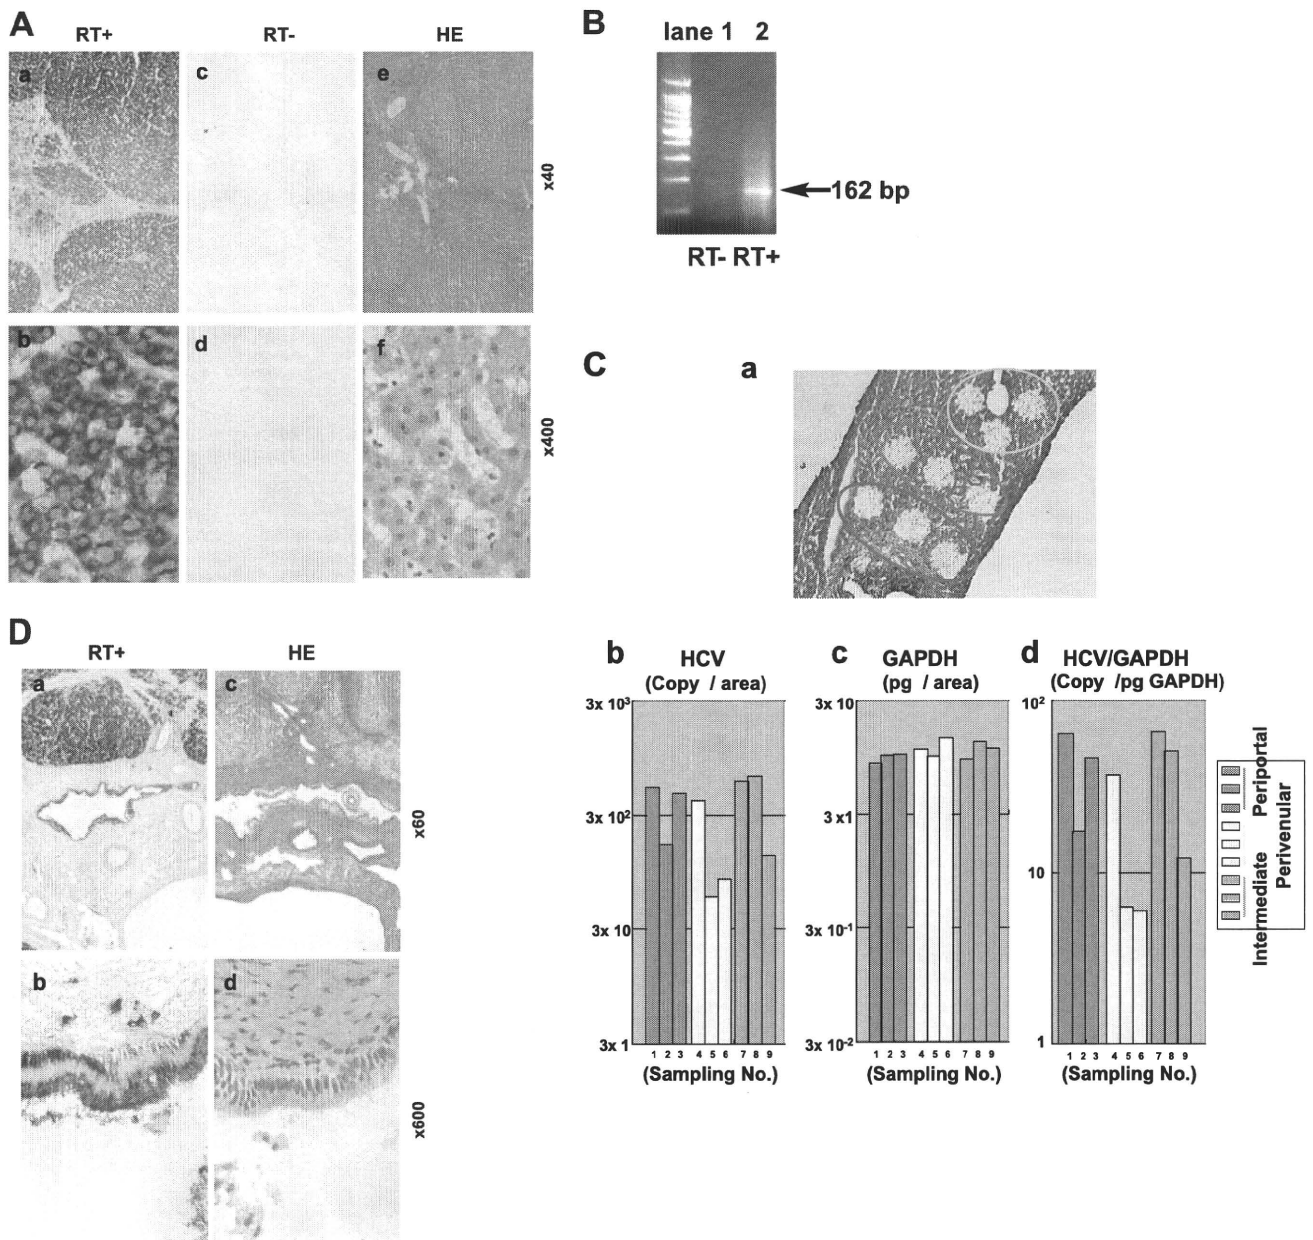 A
RT+ RT- HE
a c e
x40
b d f
x400
B
lane 1 2
162 bp
RT- RT+
C
a
D
RT+ HE
a c
x60
b d
x600
b HCV
(Copy / area)
3x 10³
3x 10²
3x 10
3x 1
1 2 3 4 5 6 7 8 9
(Sampling No.)
c GAPDH
(pg / area)
3x 10
3 x1
3x 10⁻¹
3x 10⁻²
1 2 3 4 5 6 7 8 9
(Sampling No.)
d HCV/GAPDH
(Copy /pg GAPDH)
10²
10
1
1 2 3 4 5 6 7 8 9
(Sampling No.)
Periportal
Perivenular
Intermediate